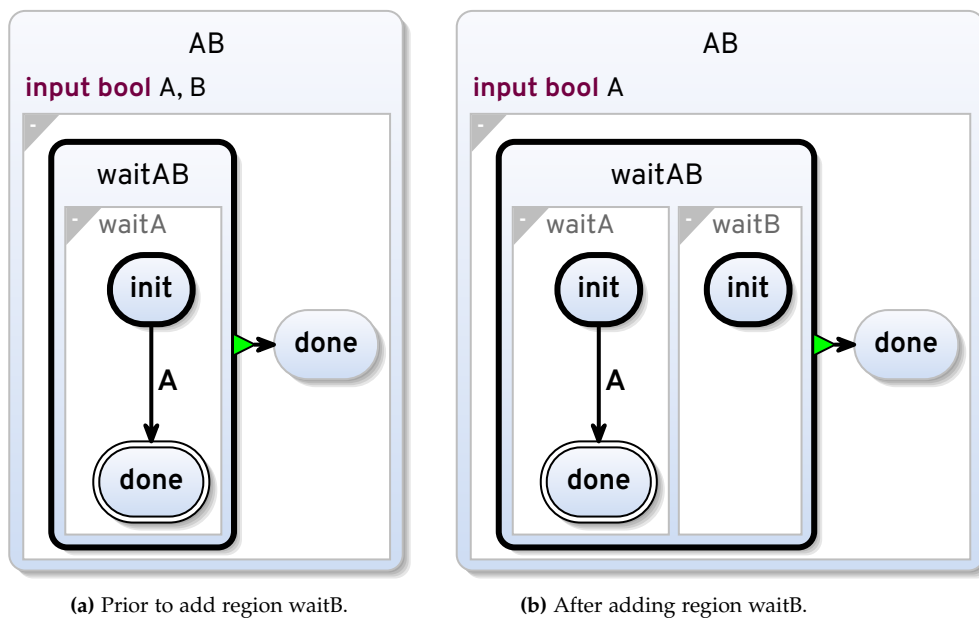 AB
input bool A, B
-
waitAB
-
waitA
init
A
done
done
(a) Prior to add region waitB.
AB
input bool A
-
waitAB
-
waitA
-
waitB
init
init
A
done
done
(b) After adding region waitB.